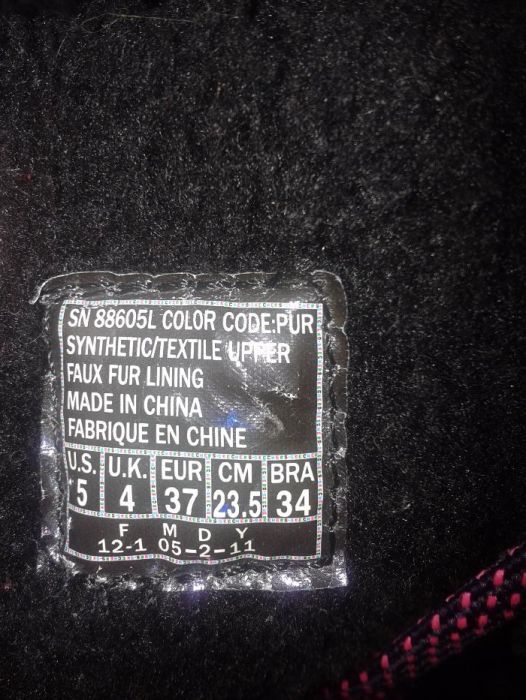 SN 88605L COLOR CODE:PUR
SYNTHETIC/TEXTILE UPPER
FAUX FUR LINING
MADE IN CHINA
FABRIQUE EN CHINE
U.S. U.K. EUR CM BRA
5 4 37 23.5 34
F M D Y
12-1 05-2-11